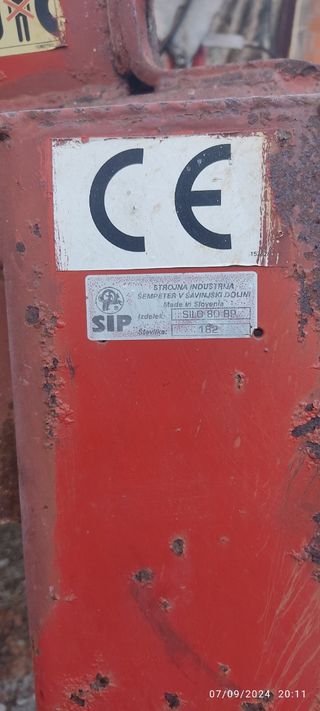 CE
STROJNA INDUSTRIJA
ŠEMPETER V SAVINJSKI DOLINI
Made in Slovenia
SIP
Izdelek: SILO 80 BP
Številka: 182
07/09/2024 20:11